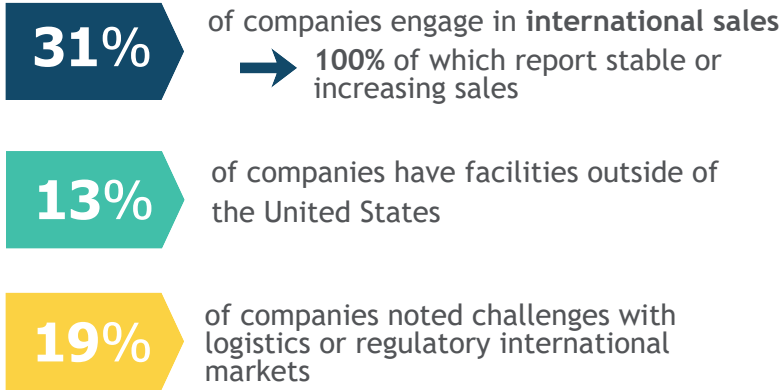 31%
of companies engage in international sales
100% of which report stable or
increasing sales
13%
of companies have facilities outside of
the United States
19%
of companies noted challenges with
logistics or regulatory international
markets